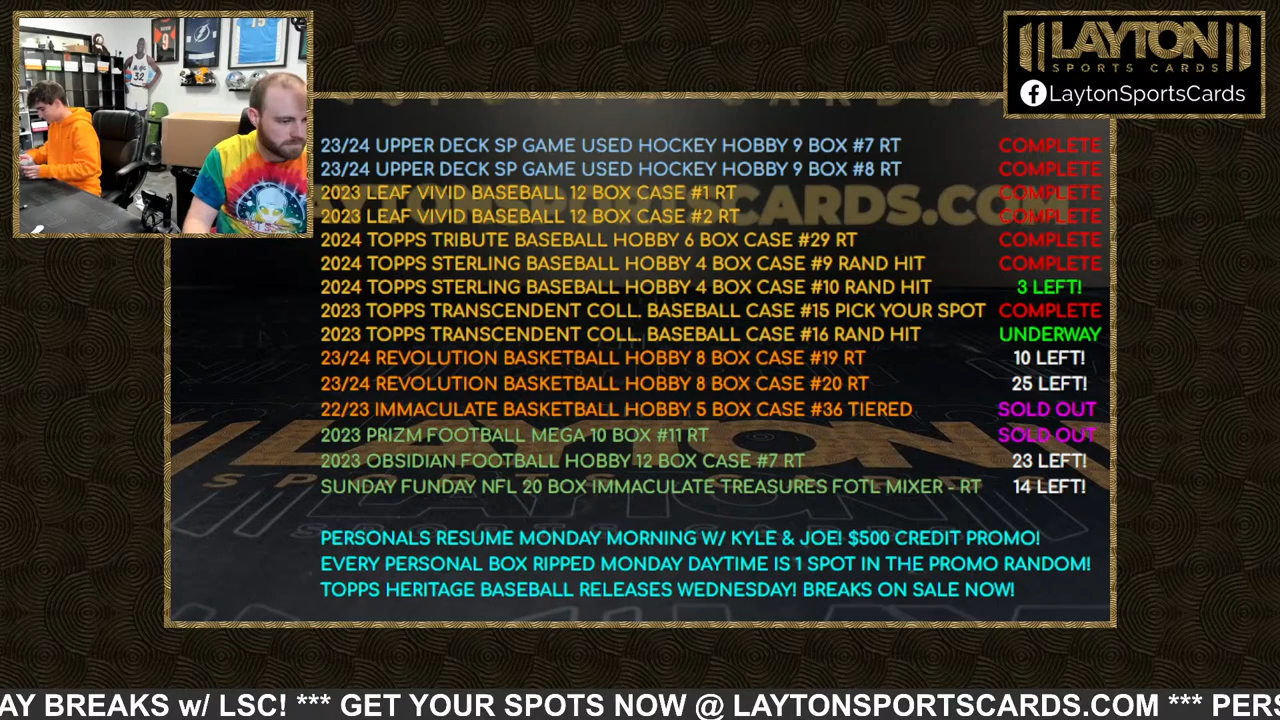 LAYTON
SPORTS CARDS
LaytonSportsCards
23/24 UPPER DECK SP GAME USED HOCKEY HOBBY 9 BOX #7 RT COMPLETE
23/24 UPPER DECK SP GAME USED HOCKEY HOBBY 9 BOX #8 RT COMPLETE
2023 LEAF VIVID BASEBALL 12 BOX CASE #1 RT COMPLETE
2023 LEAF VIVID BASEBALL 12 BOX CASE #2 RT COMPLETE
2024 TOPPS TRIBUTE BASEBALL HOBBY 6 BOX CASE #29 RT COMPLETE
2024 TOPPS STERLING BASEBALL HOBBY 4 BOX CASE #9 RAND HIT COMPLETE
2024 TOPPS STERLING BASEBALL HOBBY 4 BOX CASE #10 RAND HIT 3 LEFT!
2023 TOPPS TRANSCENDENT COLL. BASEBALL CASE #15 PICK YOUR SPOT COMPLETE
2023 TOPPS TRANSCENDENT COLL. BASEBALL CASE #16 RAND HIT UNDERWAY
23/24 REVOLUTION BASKETBALL HOBBY 8 BOX CASE #19 RT 10 LEFT!
23/24 REVOLUTION BASKETBALL HOBBY 8 BOX CASE #20 RT 25 LEFT!
22/23 IMMACULATE BASKETBALL HOBBY 5 BOX CASE #36 TIERED SOLD OUT
2023 PRIZM FOOTBALL MEGA 10 BOX #11 RT SOLD OUT
2023 OBSIDIAN FOOTBALL HOBBY 12 BOX CASE #7 RT 23 LEFT!
SUNDAY FUNDAY NFL 20 BOX IMMACULATE TREASURES FOTL MIXER - RT 14 LEFT!
PERSONALS RESUME MONDAY MORNING W/ KYLE & JOE! $500 CREDIT PROMO!
EVERY PERSONAL BOX RIPPED MONDAY DAYTIME IS 1 SPOT IN THE PROMO RANDOM!
TOPPS HERITAGE BASEBALL RELEASES WEDNESDAY! BREAKS ON SALE NOW!
AY BREAKS w/ LSC! *** GET YOUR SPOTS NOW @ LAYTONSPORTSCARDS.COM *** PERS